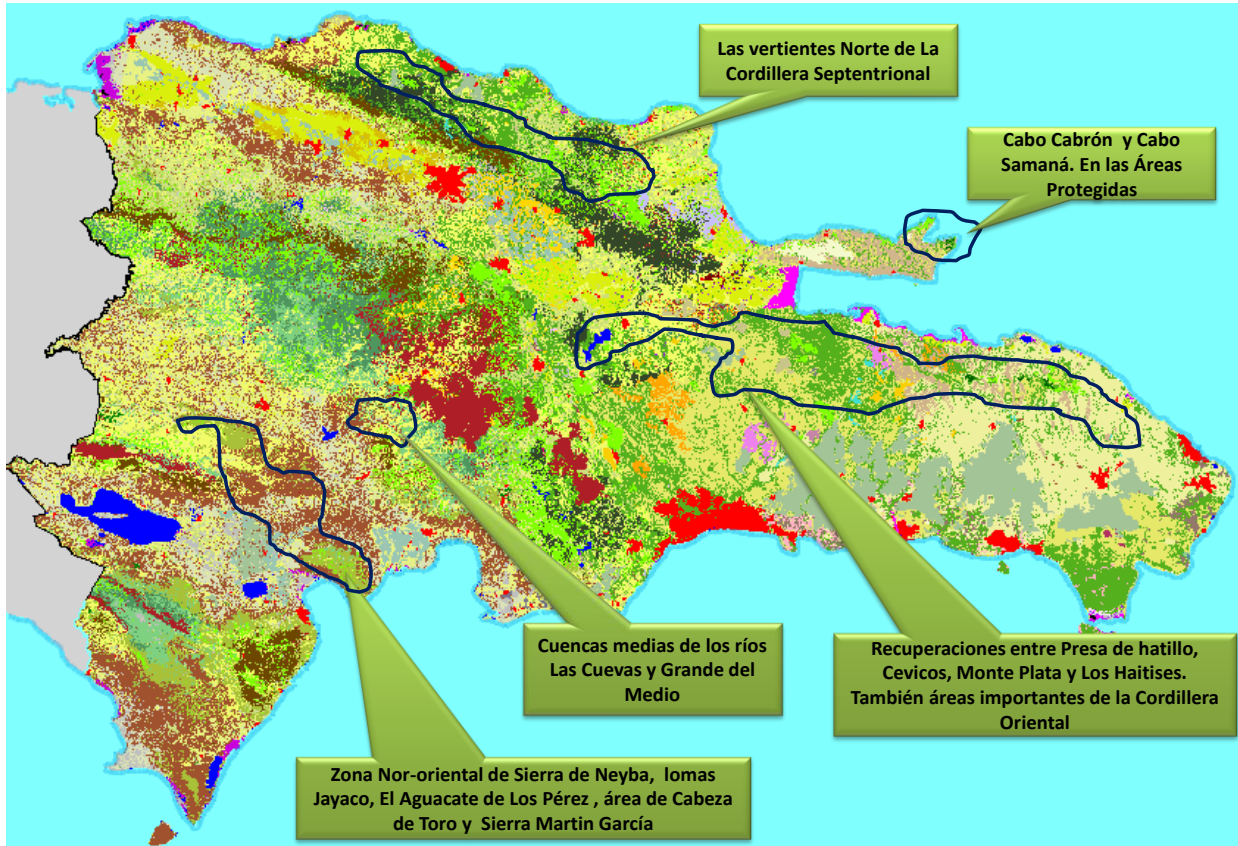 Las vertientes Norte de La
Cordillera Septentrional
Cabo Cabrón y Cabo
Samaná. En las Áreas
Protegidas
Cuencas medias de los ríos
Las Cuevas y Grande del
Medio
Recuperaciones entre Presa de hatillo,
Cevicos, Monte Plata y Los Haitises.
También áreas importantes de la Cordillera
Oriental
Zona Nor-oriental de Sierra de Neyba, lomas
Jayaco, El Aguacate de Los Pérez , área de Cabeza
de Toro y Sierra Martin García